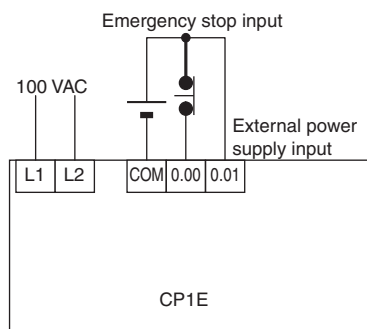 Emergency stop input
100 VAC
External power
supply input
L1 L2 COM 0.00 0.01
CP1E